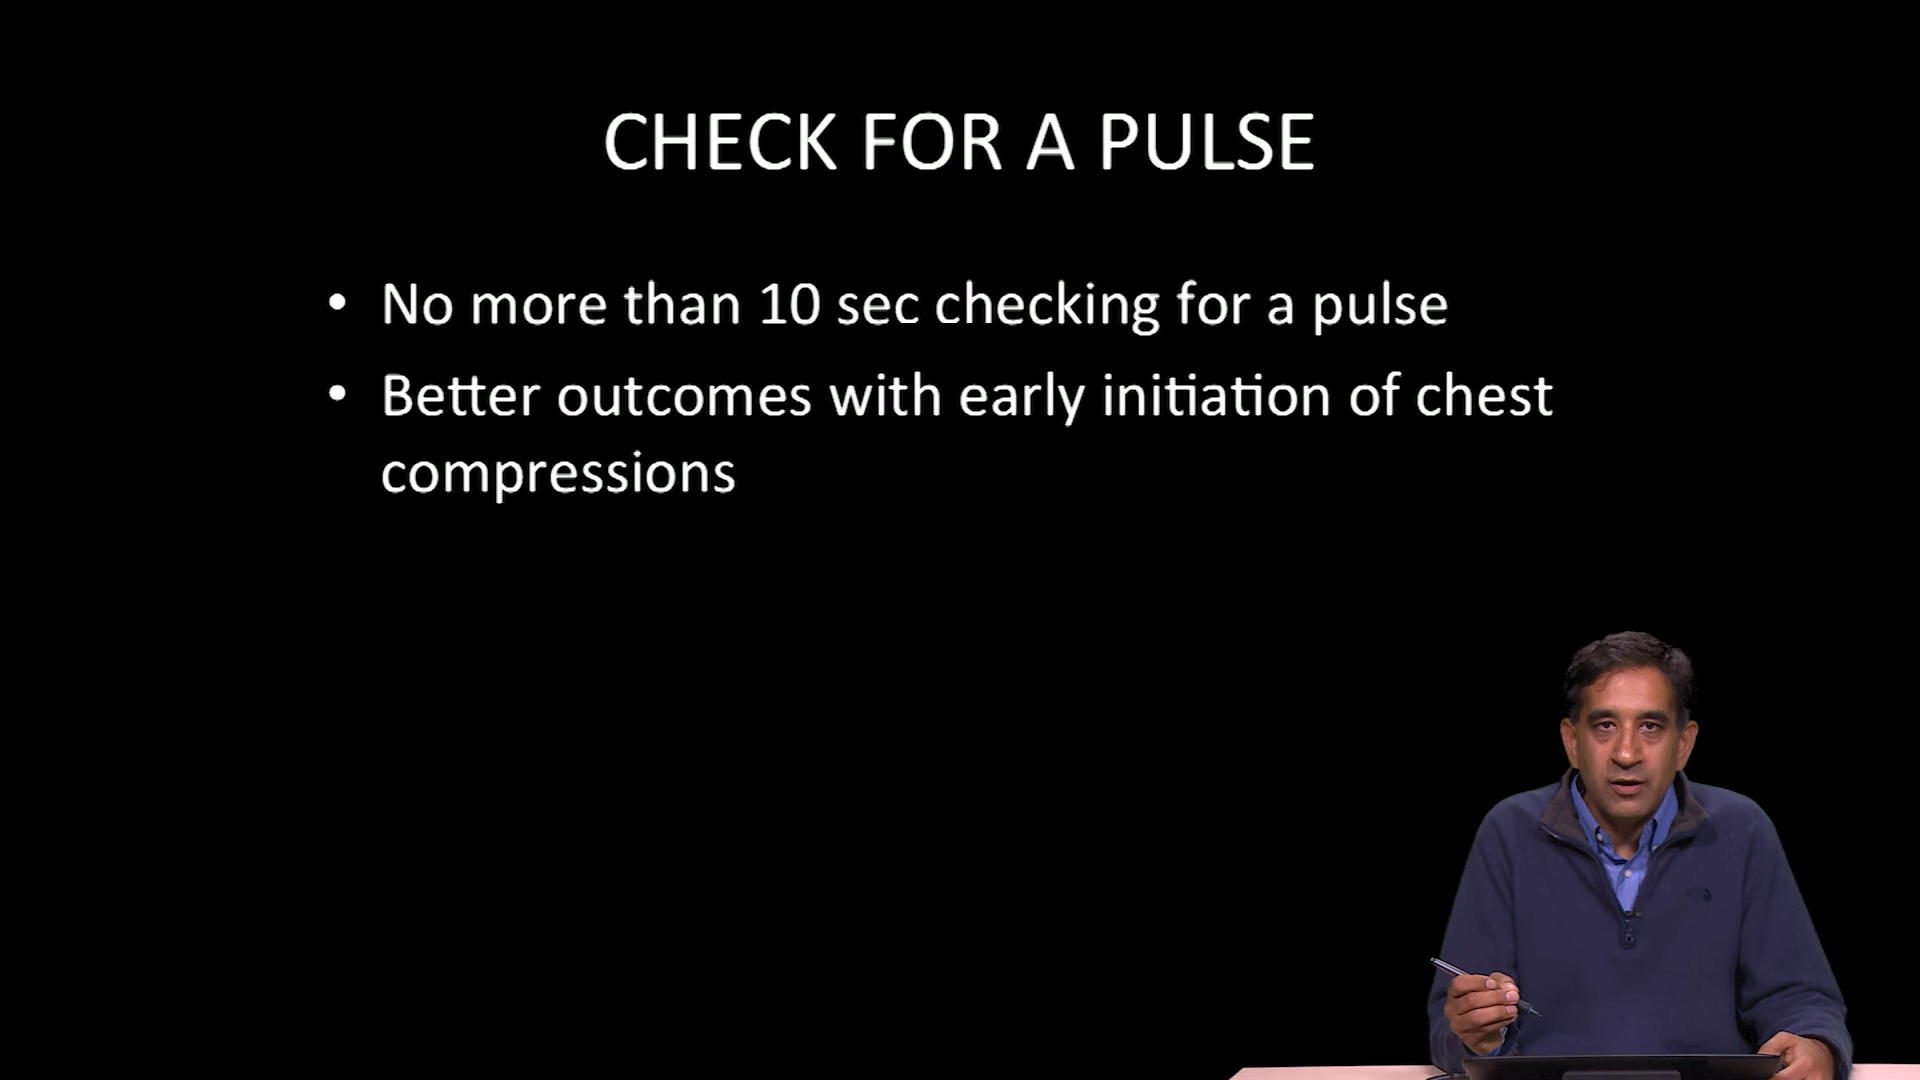 CHECK FOR A PULSE
• No more than 10 sec checking for a pulse
• Better outcomes with early initiation of chest
compressions